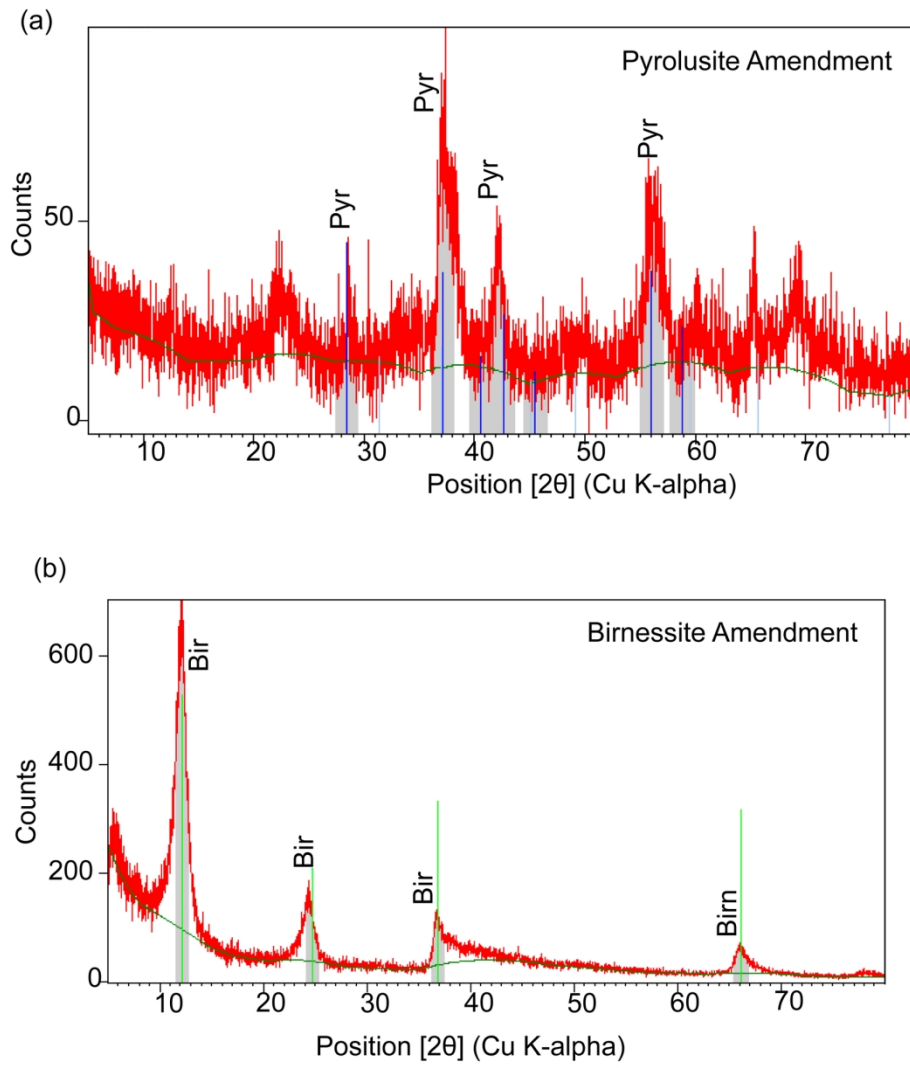 (a)
Pyrolusite Amendment
Pyr
Pyr
Pyr
Pyr
Counts
50
0
10 20 30 40 50 60 70
Position [2θ] (Cu K-alpha)
(b)
Birnessite Amendment
Bir
Bir
Bir
Birn
Counts
600
400
200
0
10 20 30 40 50 60 70
Position [2θ] (Cu K-alpha)